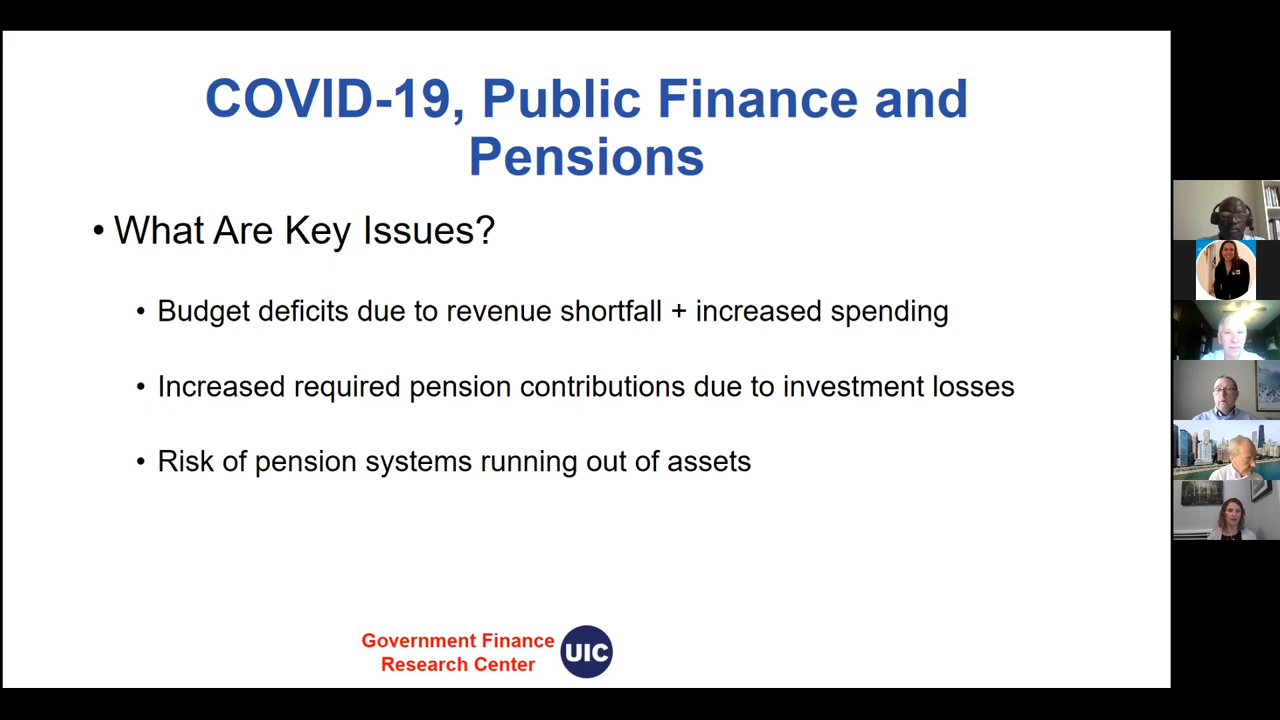 COVID-19, Public Finance and
Pensions
• What Are Key Issues?
• Budget deficits due to revenue shortfall + increased spending
• Increased required pension contributions due to investment losses
• Risk of pension systems running out of assets
Government Finance
Research Center
UIC